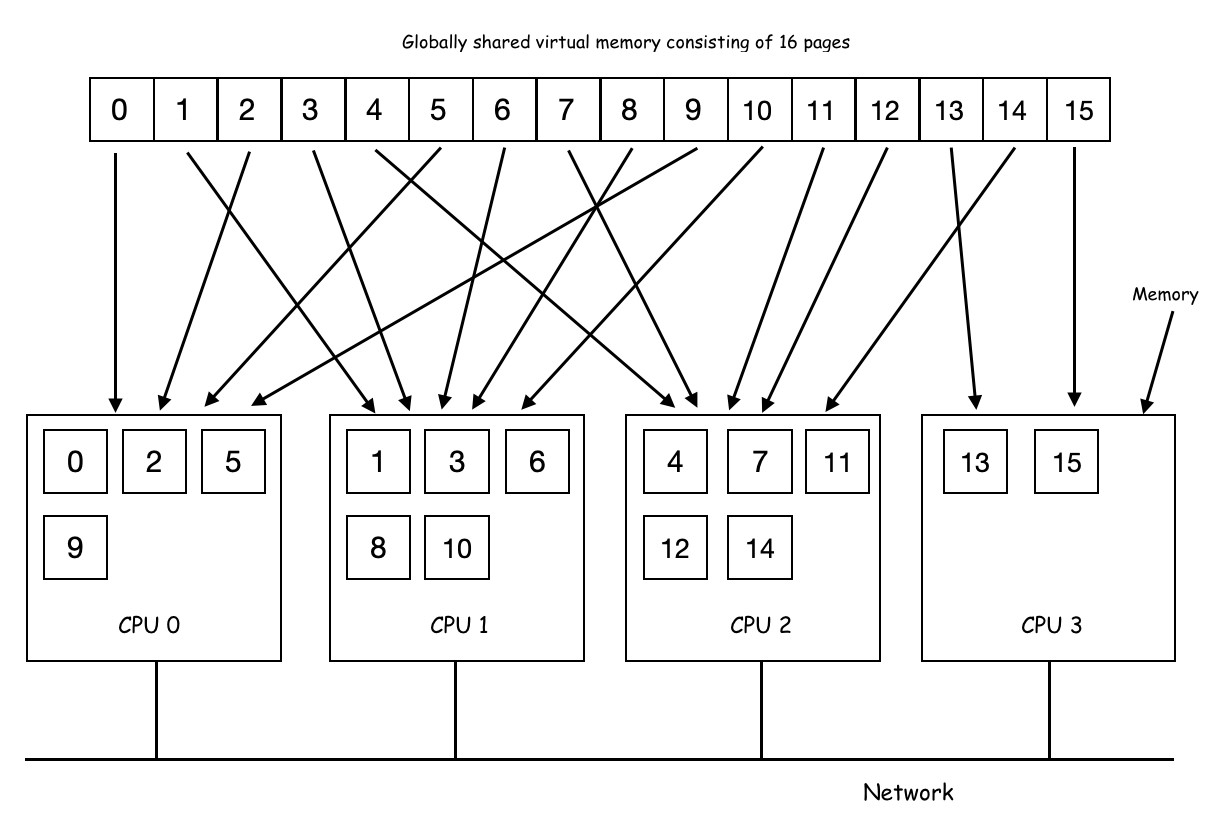 Globally shared virtual memory consisting of 16 pages
0 1 2 3 4 5 6 7 8 9 10 11 12 13 14 15
Memory
0 2 5
9
CPU 0
1 3 6
8 10
CPU 1
4 7 11
12 14
CPU 2
13 15
CPU 3
Network